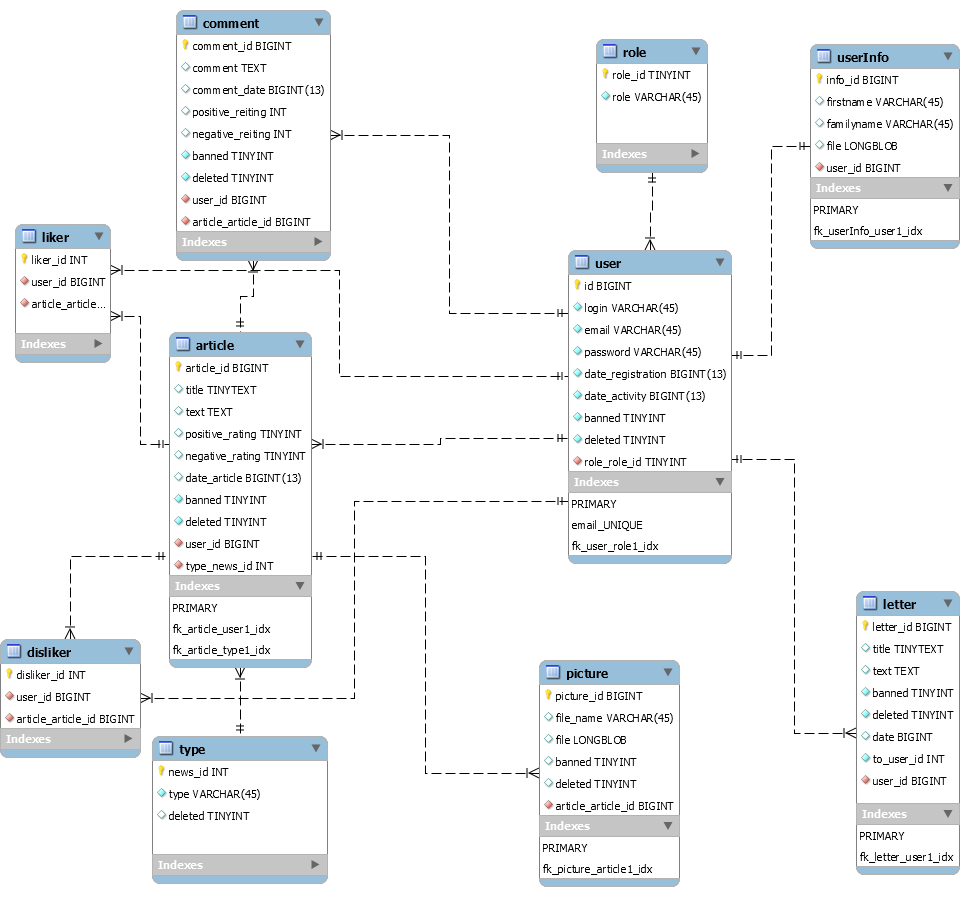 comment
comment_id BIGINT
comment TEXT
comment_date BIGINT(13)
positive_reiting INT
negative_reiting INT
banned TINYINT
deleted TINYINT
user_id BIGINT
article_article_id BIGINT
Indexes
role
role_id TINYINT
role VARCHAR(45)
Indexes
userInfo
info_id BIGINT
firstname VARCHAR(45)
familyname VARCHAR(45)
file LONGBLOB
user_id BIGINT
Indexes
PRIMARY
fk_userInfo_user1_idx
liker
liker_id INT
user_id BIGINT
article_article...
Indexes
user
id BIGINT
login VARCHAR(45)
email VARCHAR(45)
password VARCHAR(45)
date_registration BIGINT(13)
date_activity BIGINT(13)
banned TINYINT
deleted TINYINT
role_role_id TINYINT
Indexes
PRIMARY
email_UNIQUE
fk_user_role1_idx
article
article_id BIGINT
title TINYTEXT
text TEXT
positive_rating TINYINT
negative_rating TINYINT
date_article BIGINT(13)
banned TINYINT
deleted TINYINT
user_id BIGINT
type_news_id INT
Indexes
PRIMARY
fk_article_user1_idx
fk_article_type1_idx
disliker
disliker_id INT
user_id BIGINT
article_article_id BIGINT
Indexes
type
news_id INT
type VARCHAR(45)
deleted TINYINT
Indexes
picture
picture_id BIGINT
file_name VARCHAR(45)
file LONGBLOB
banned TINYINT
deleted TINYINT
article_article_id BIGINT
Indexes
PRIMARY
fk_picture_article1_idx
letter
letter_id BIGINT
title TINYTEXT
text TEXT
banned TINYINT
deleted TINYINT
date BIGINT
to_user_id INT
user_id BIGINT
Indexes
PRIMARY
fk_letter_user1_idx